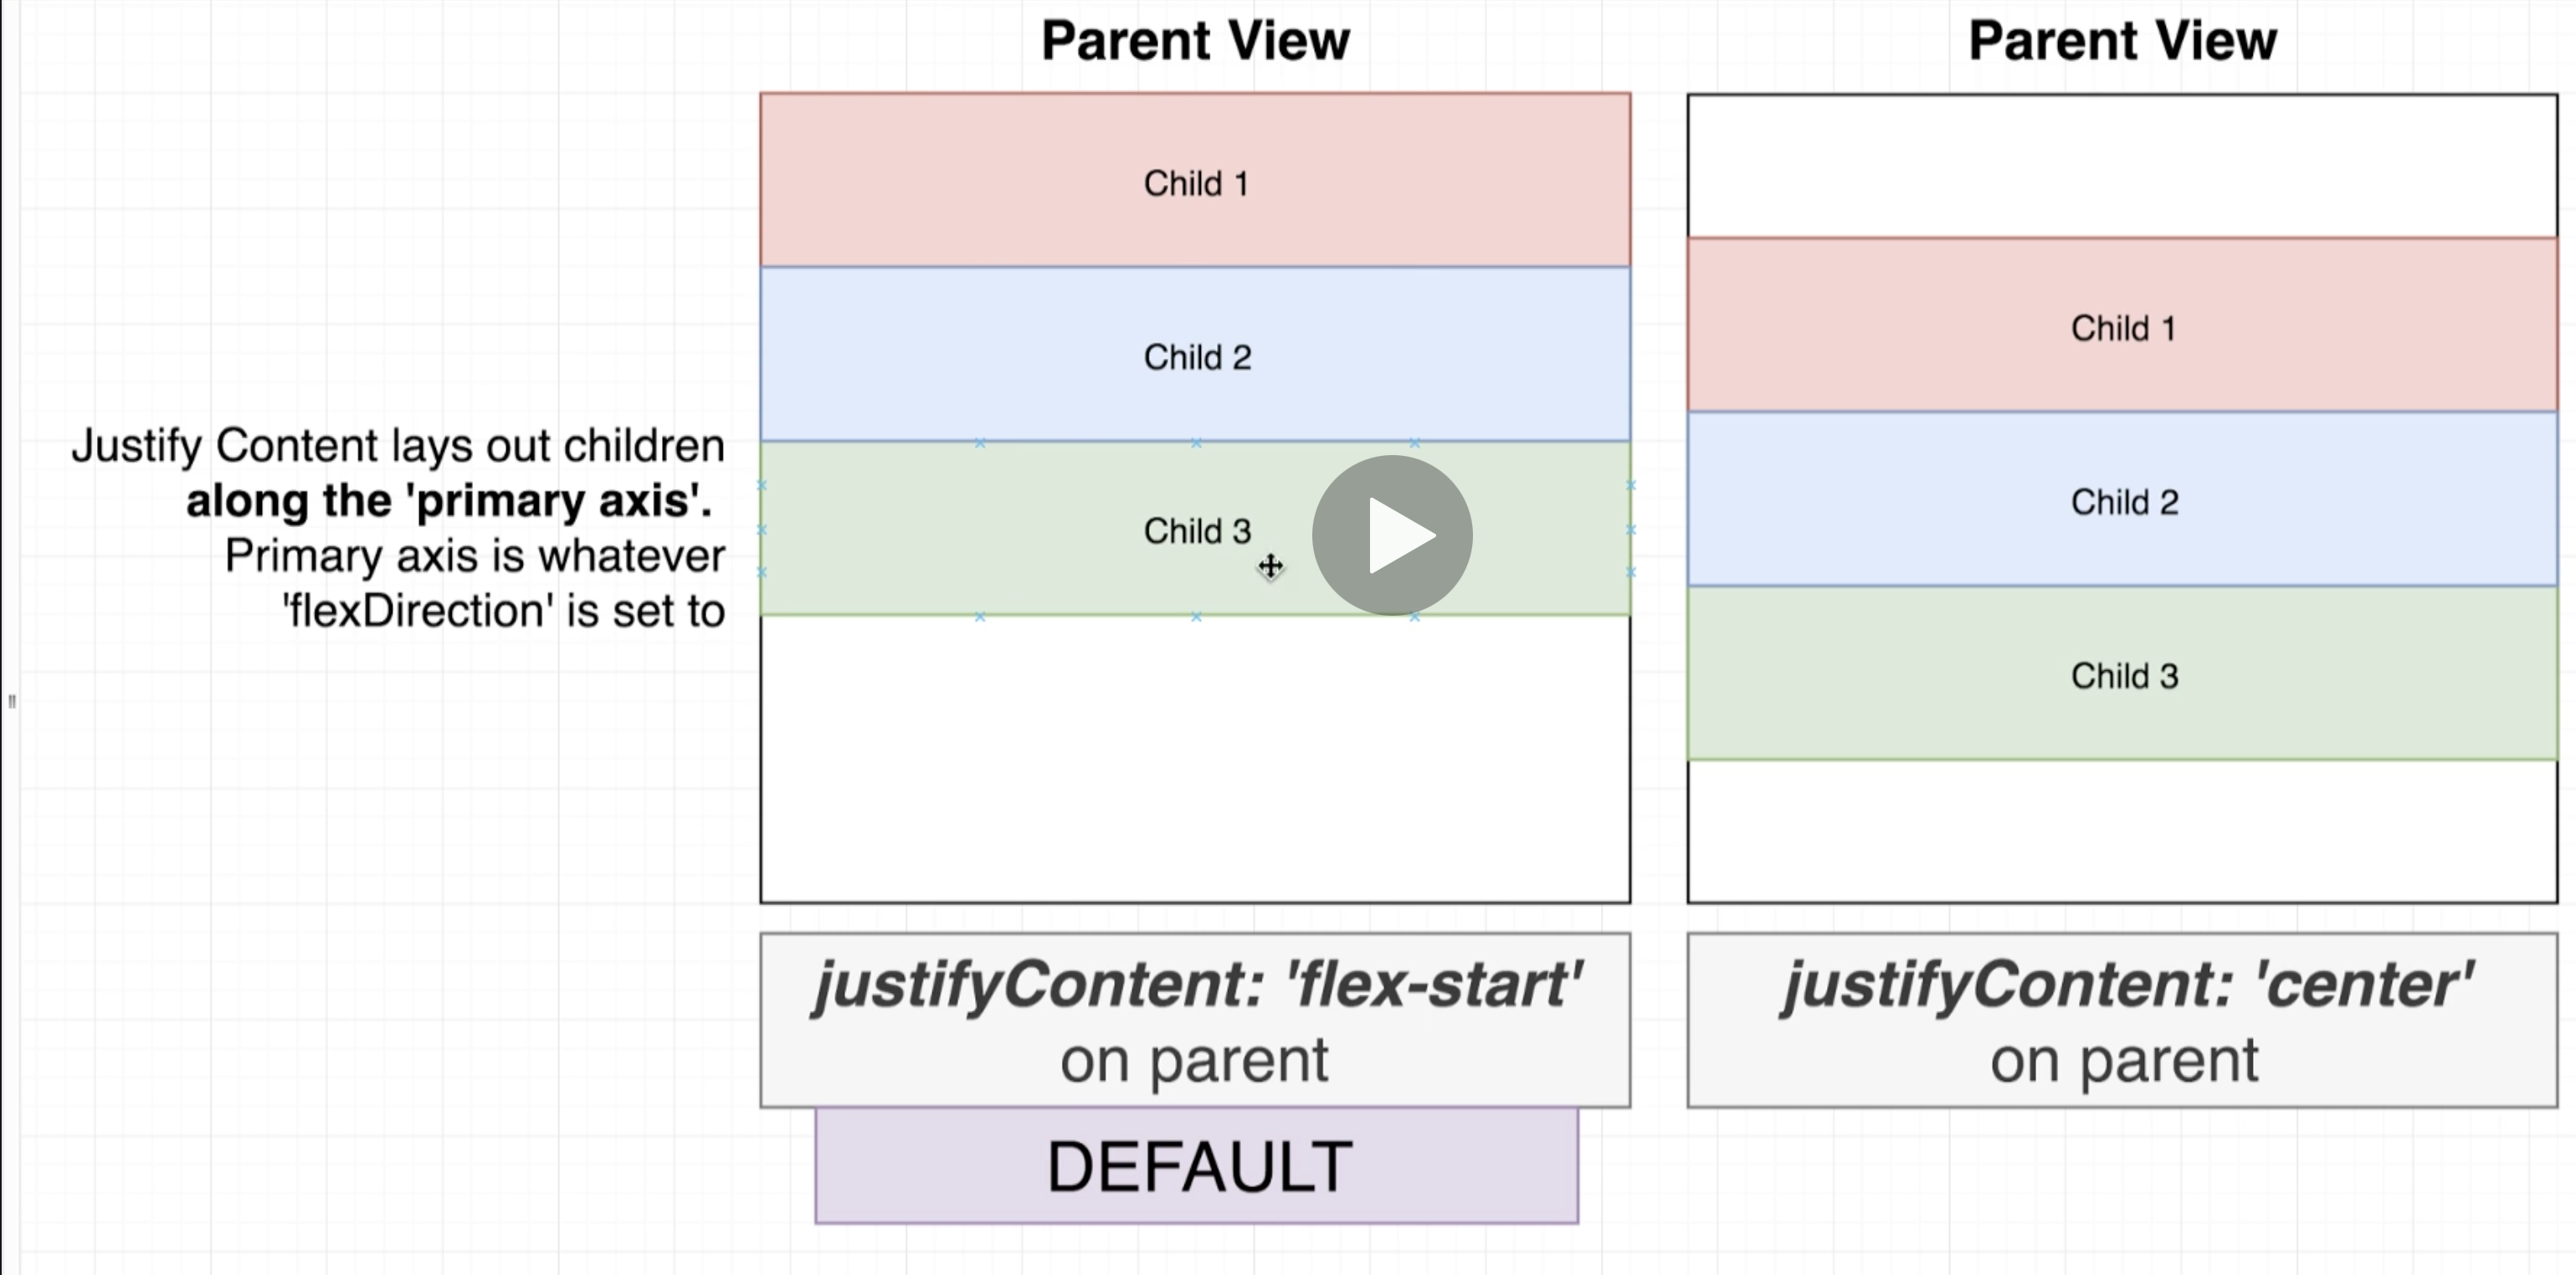 Parent View
Parent View
Child 1
Child 2
Child 3
Child 1
Child 2
Child 3
Justify Content lays out children
along the 'primary axis'.
Primary axis is whatever
'flexDirection' is set to
justifyContent: 'flex-start'
on parent
DEFAULT
justifyContent: 'center'
on parent